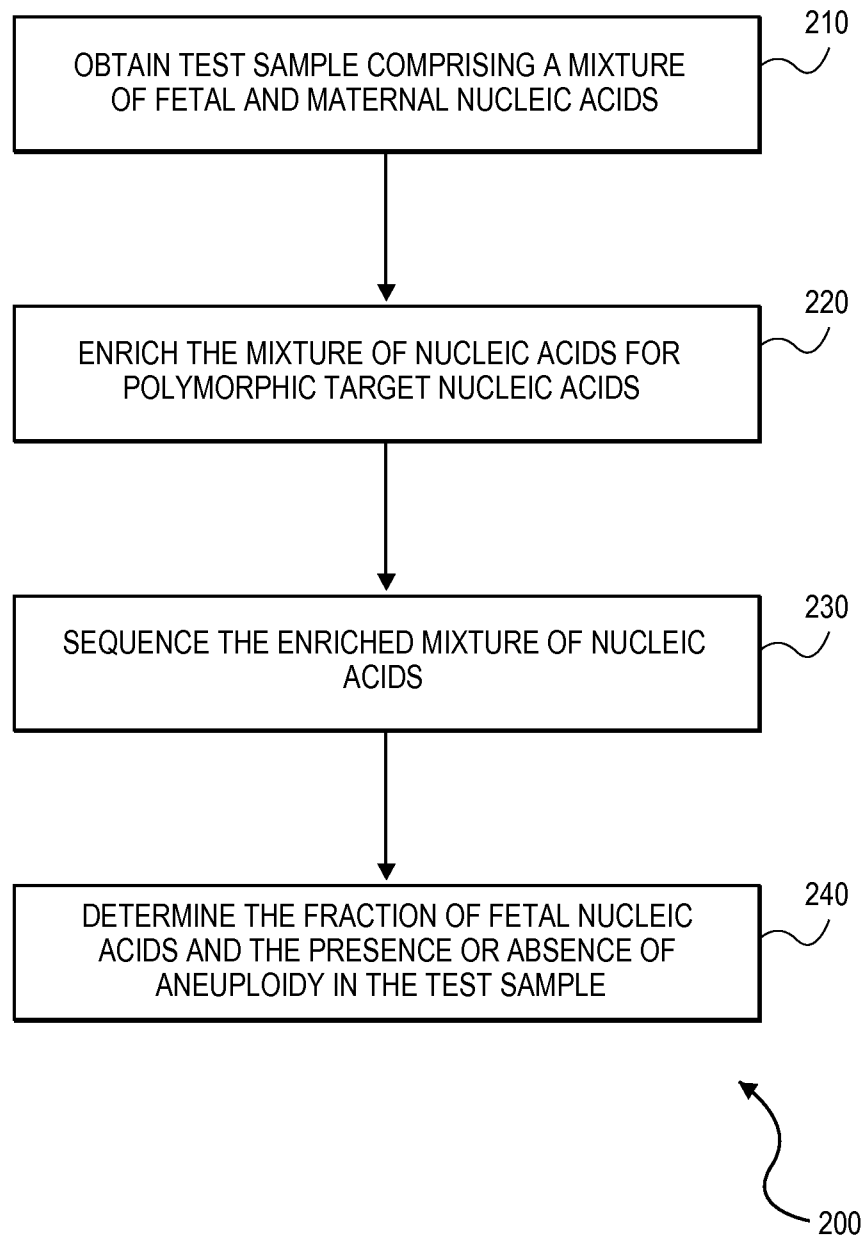 210
OBTAIN TEST SAMPLE COMPRISING A MIXTURE
OF FETAL AND MATERNAL NUCLEIC ACIDS
220
ENRICH THE MIXTURE OF NUCLEIC ACIDS FOR
POLYMORPHIC TARGET NUCLEIC ACIDS
230
SEQUENCE THE ENRICHED MIXTURE OF NUCLEIC
ACIDS
240
DETERMINE THE FRACTION OF FETAL NUCLEIC
ACIDS AND THE PRESENCE OR ABSENCE OF
ANEUPLOIDY IN THE TEST SAMPLE
200